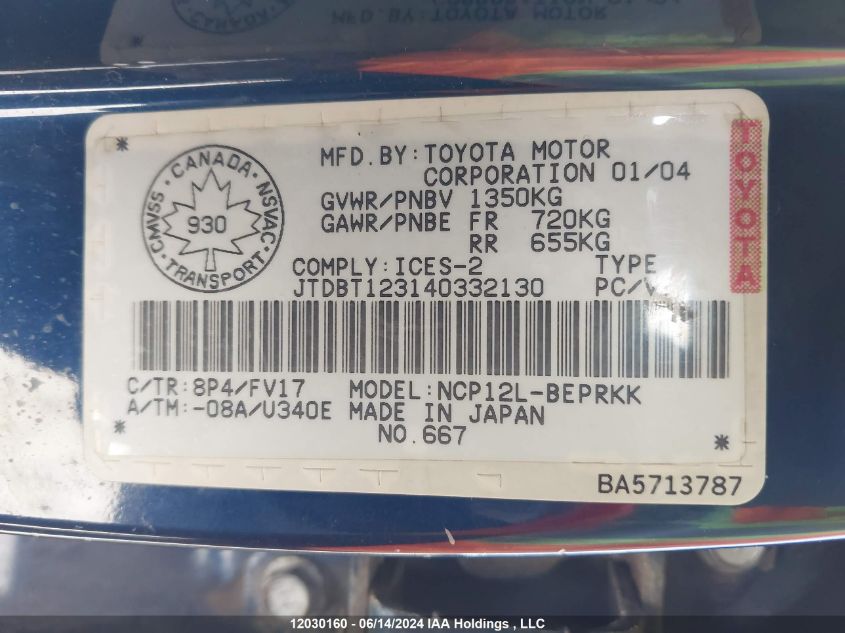 MFD.BY:TOYOTA MOTOR
CORPORATION 01/04
GVWR/PNBV 1350KG
GAWR/PNBE FR 720KG
RR 655KG
COMPLY:ICES-2 TYPE
JTDBT123140332130 PC/V
CANADA
CMVSS
NSVAC
930
TRANSPORT
TOYOTA
C/TR:8P4/FV17 MODEL:NCP12L-BEPRKK
A/TM:-08A/U340E MADE IN JAPAN
NO.667
BA5713787
12030160 - 06/14/2024 IAA Holdings , LLC